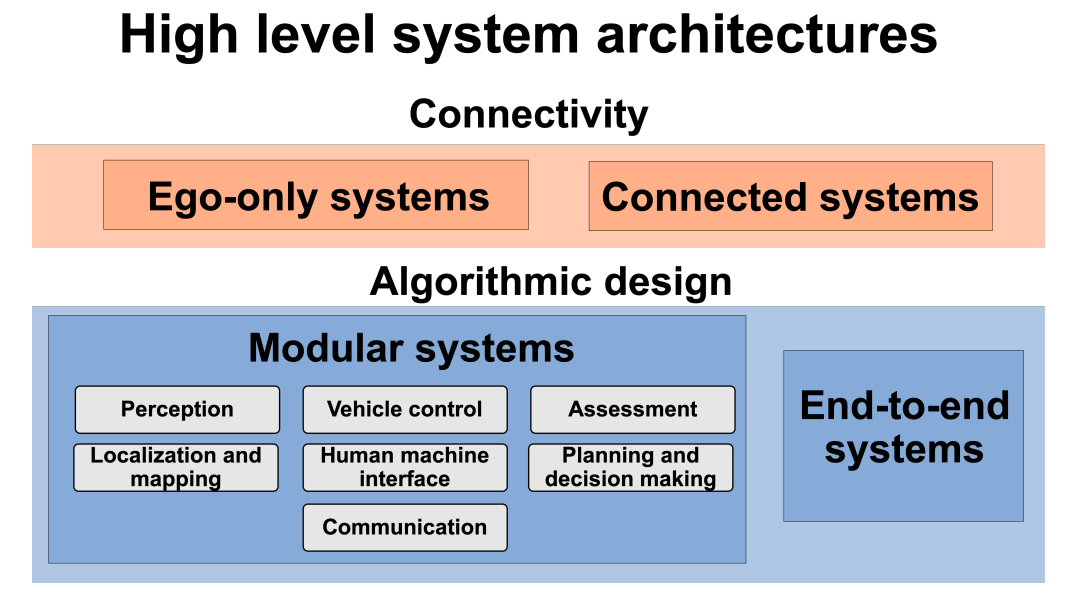 High level system architectures
Connectivity
Ego-only systems
Connected systems
Algorithmic design
Modular systems
Perception
Vehicle control
Assessment
Localization and
mapping
Human machine
interface
Planning and
decision making
Communication
End-to-end
systems